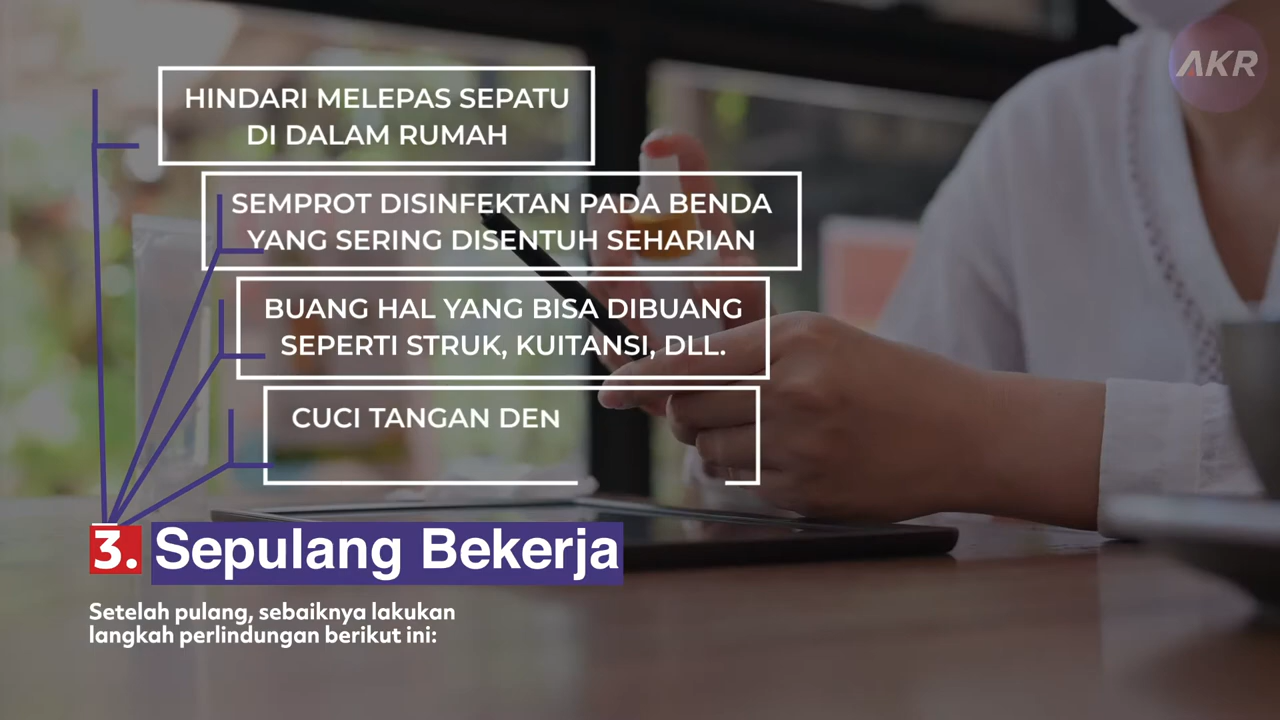 AKR
HINDARI MELEPAS SEPATU
DI DALAM RUMAH
SEMPROT DISINFEKTAN PADA BENDA
YANG SERING DISENTUH SEHARIAN
BUANG HAL YANG BISA DIBUANG
SEPERTI STRUK, KUITANSI, DLL.
CUCI TANGAN DEN
3. Sepulang Bekerja
Setelah pulang, sebaiknya lakukan
langkah perlindungan berikut ini: